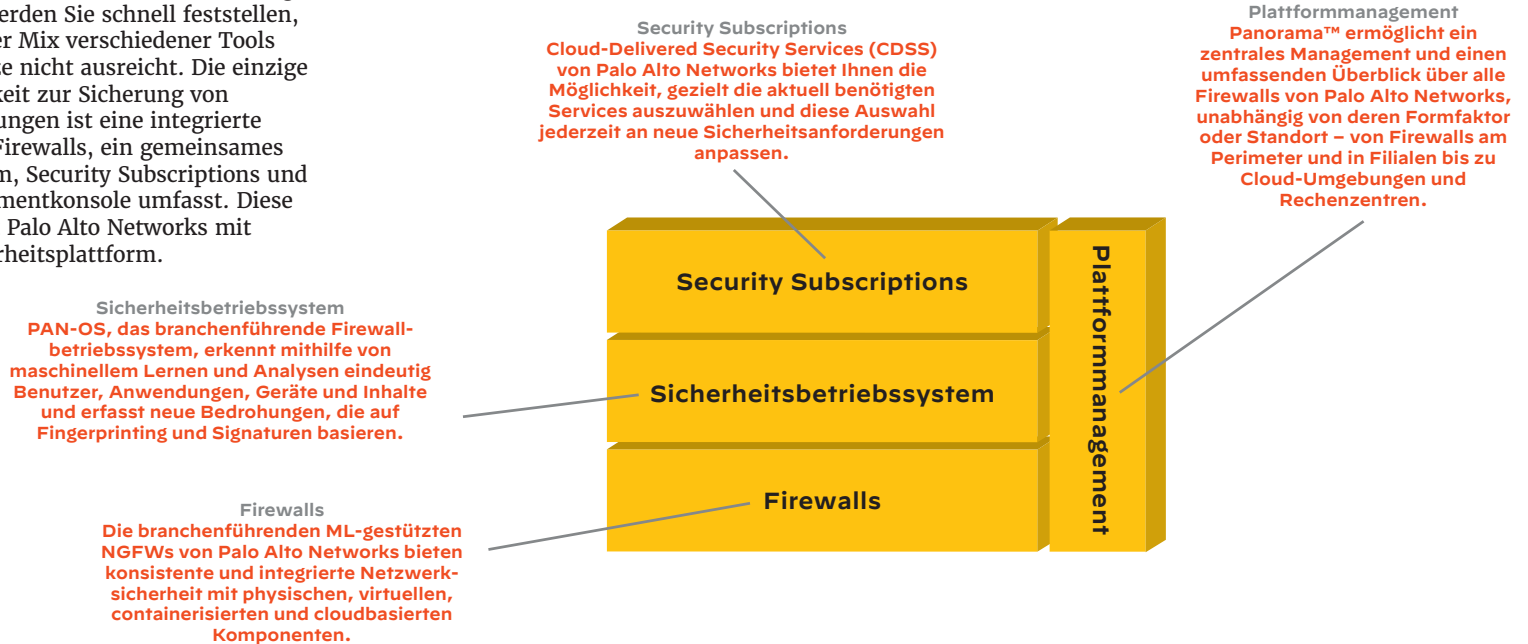 erden Sie schnell feststellen,
er Mix verschiedener Tools
e nicht ausreicht. Die einzige
keit zur Sicherung von
ungen ist eine integrierte
Firewalls, ein gemeinsames
m, Security Subscriptions und
mentkonsole umfasst. Diese
Palo Alto Networks mit
rheitsplattform.
Security Subscriptions
Cloud-Delivered Security Services (CDSS)
von Palo Alto Networks bietet Ihnen die
Möglichkeit, gezielt die aktuell benötigten
Services auszuwählen und diese Auswahl
jederzeit an neue Sicherheitsanforderungen
anpassen.
Plattformmanagement
Panorama™ ermöglicht ein
zentrales Management und einen
umfassenden Überblick über alle
Firewalls von Palo Alto Networks,
unabhängig von deren Formfaktor
oder Standort – von Firewalls am
Perimeter und in Filialen bis zu
Cloud-Umgebungen und
Rechenzentren.
Sicherheitsbetriebssystem
PAN-OS, das branchenführende Firewall-
betriebssystem, erkennt mithilfe von
maschinellem Lernen und Analysen eindeutig
Benutzer, Anwendungen, Geräte und Inhalte
und erfasst neue Bedrohungen, die auf
Fingerprinting und Signaturen basieren.
Firewalls
Die branchenführenden ML-gestützten
NGFWs von Palo Alto Networks bieten
konsistente und integrierte Netzwerk-
sicherheit mit physischen, virtuellen,
containerisierten und cloudbasierten
Komponenten.
Security Subscriptions
Sicherheitsbetriebssystem
Firewalls
Plattformmanagement